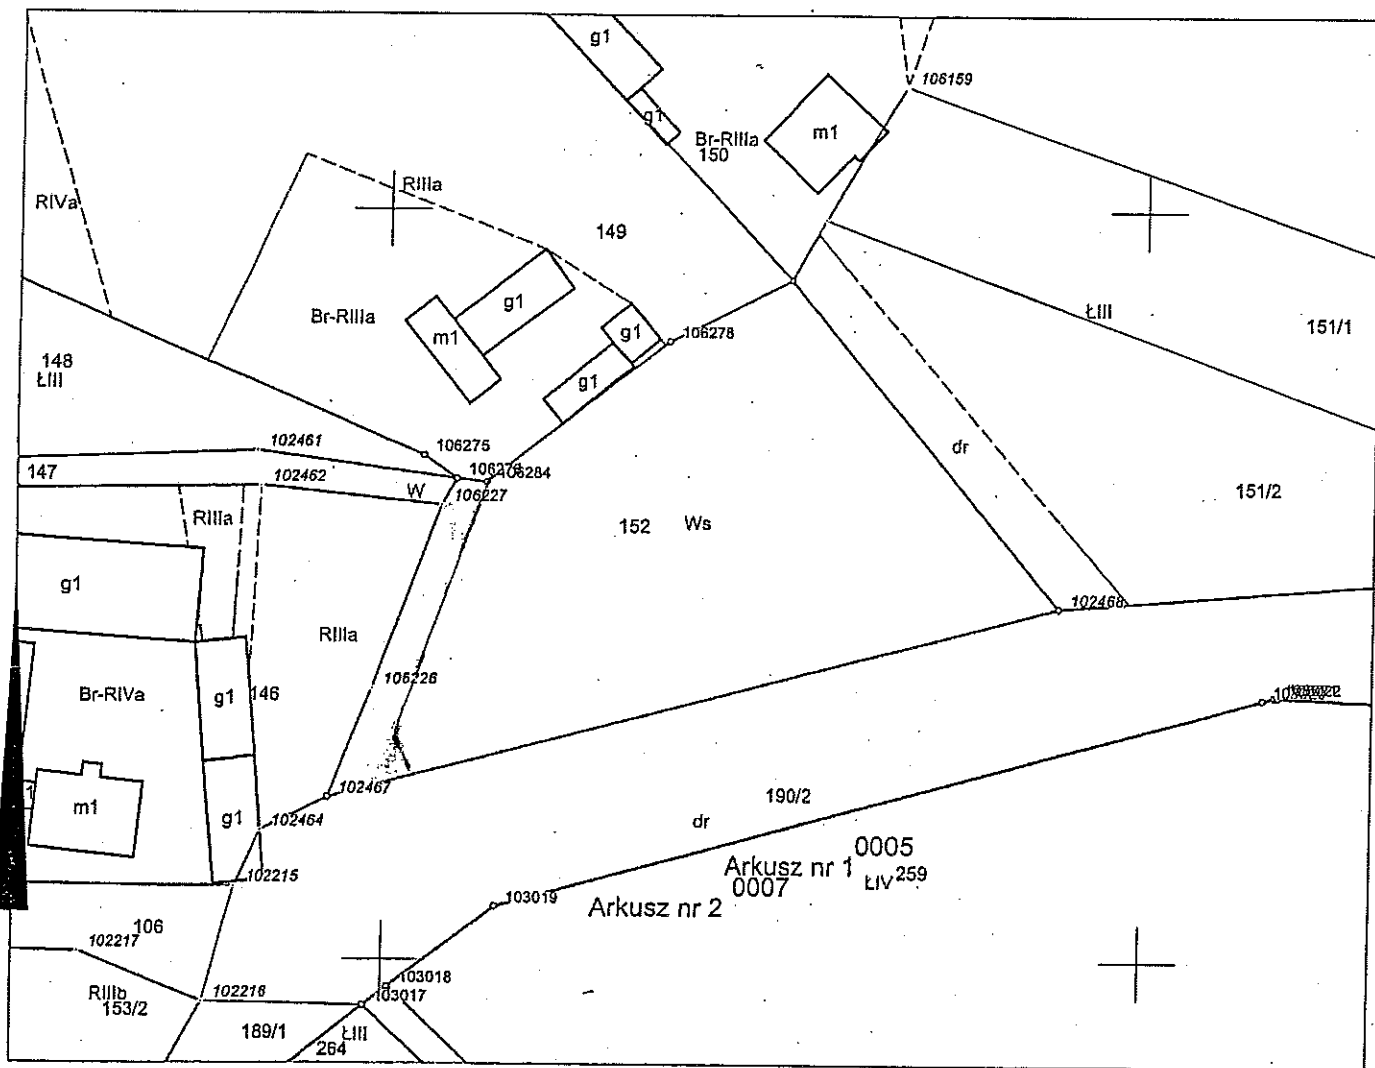 g1
106159
g1
m1
Br-RIIIa
150
RIIIa
RIVa
149
g1
Br-RIIIa
m1
g1
106278
ŁIII
151/1
148
ŁIII
g1
102461
106275
dr
147
102462
106284
W
106227
151/2
RIIIa
152
Ws
g1
102468
RIIIa
106226
Br-RIVa
g1
146
m1
102467
190/2
g1
102464
dr
0005
Arkusz nr 1
ŁIV
259
102215
0007
103019
Arkusz nr 2
106
102217
103018
RIIIb
102216
103017
153/2
189/1
ŁIII
264